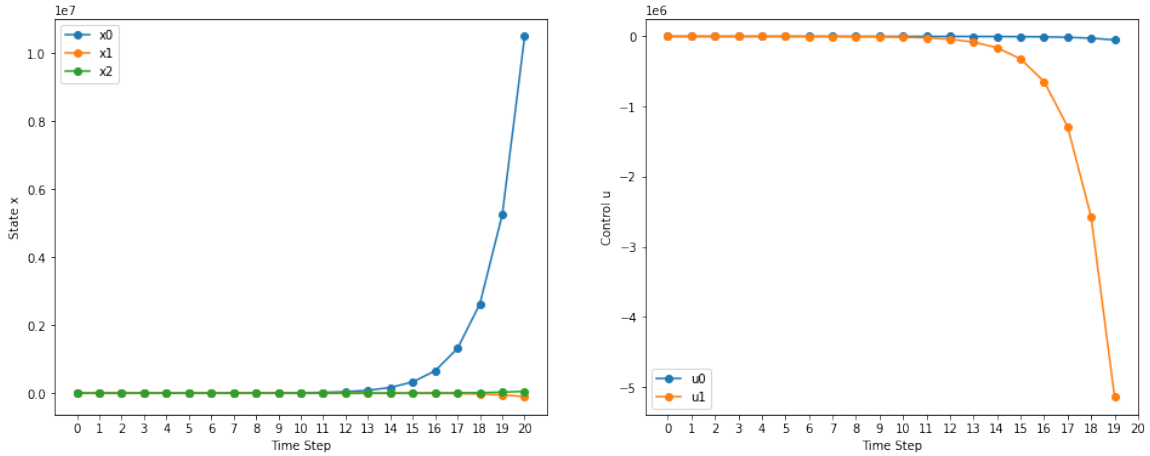 1e7
x0
x1
x2
1.0
0.8
0.6
0.4
0.2
0.0
State x
0 1 2 3 4 5 6 7 8 9 10 11 12 13 14 15 16 17 18 19 20
Time Step
1e6
0
−1
−2
−3
−4
−5
Control u
u0
u1
0 1 2 3 4 5 6 7 8 9 10 11 12 13 14 15 16 17 18 19 20
Time Step